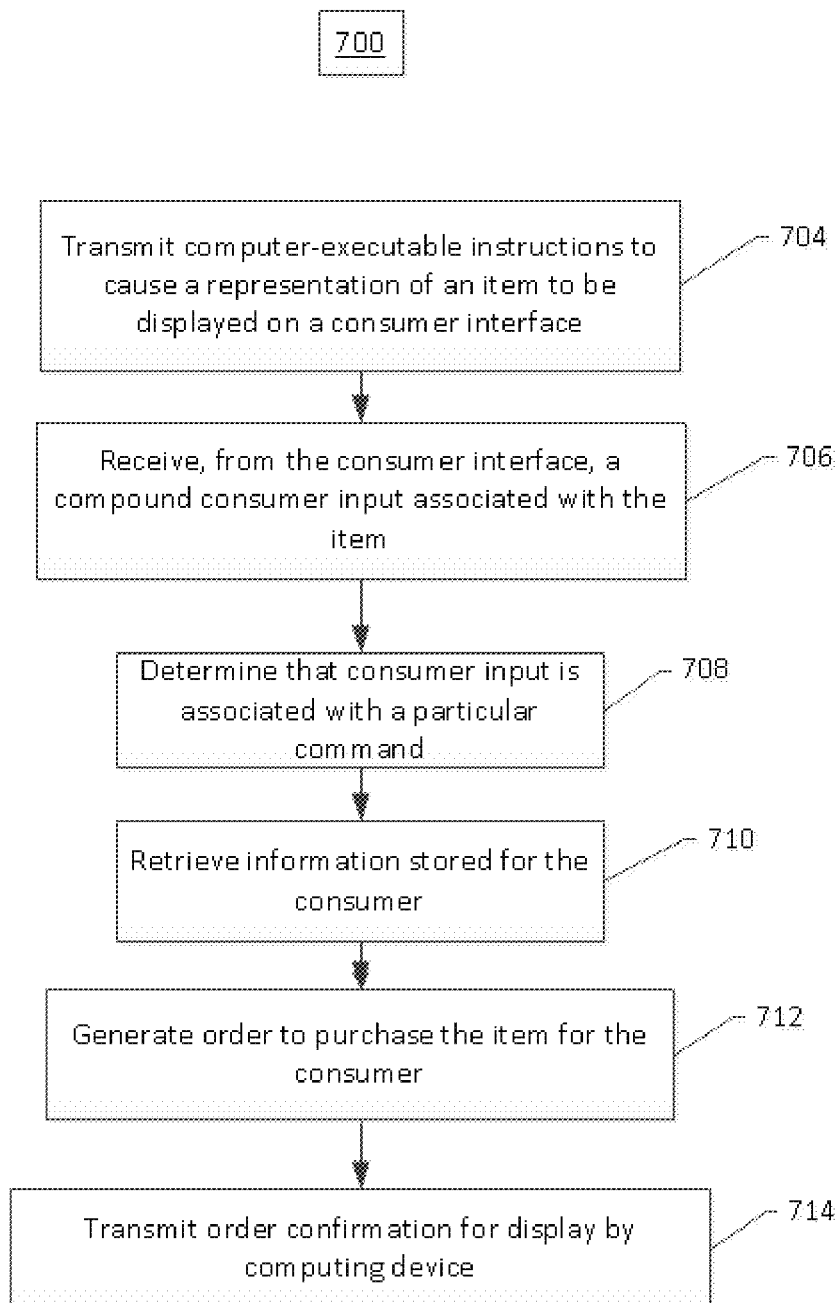 700
Transmit computer-executable instructions to
cause a representation of an item to be
displayed on a consumer interface
704
Receive, from the consumer interface, a
compound consumer input associated with the
item
706
Determine that consumer input is
associated with a particular
command
708
Retrieve information stored for the
consumer
710
Generate order to purchase the item for the
consumer
712
Transmit order confirmation for display by
computing device
714